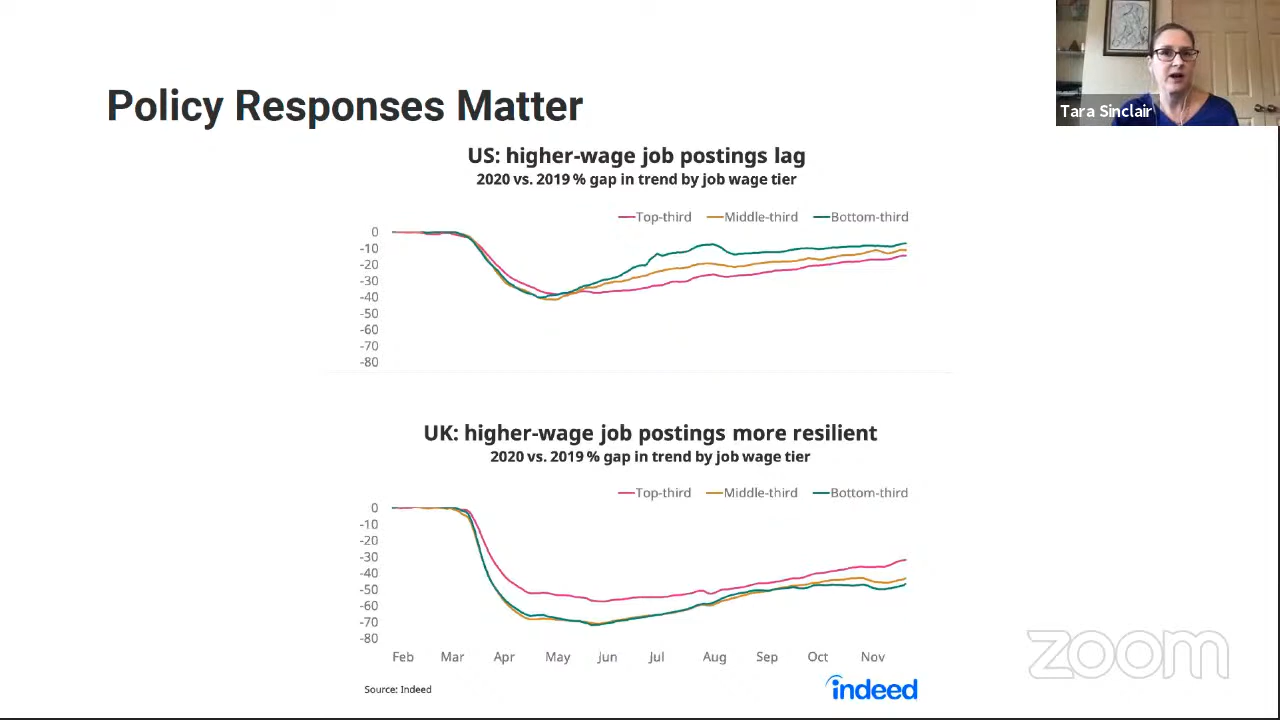 Policy Responses Matter
Tara Sinclair
US: higher-wage job postings lag
2020 vs. 2019 % gap in trend by job wage tier
Top-third Middle-third Bottom-third
0
-10
-20
-30
-40
-50
-60
-70
-80
UK: higher-wage job postings more resilient
2020 vs. 2019 % gap in trend by job wage tier
Top-third Middle-third Bottom-third
0
-10
-20
-30
-40
-50
-60
-70
-80
Feb Mar Apr May Jun Jul Aug Sep Oct Nov
Source: Indeed
indeed
zoom